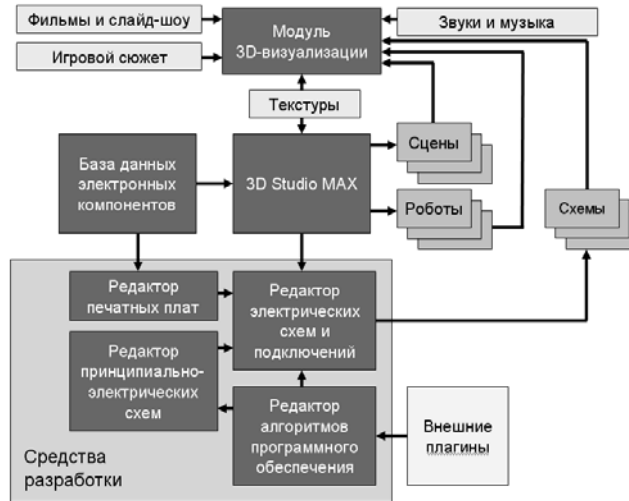 Фильмы и слайд-шоу
Игровой сюжет
Модуль
3D-визуализации
Звуки и музыка
Текстуры
База данных
электронных
компонентов
3D Studio MAX
Сцены
Роботы
Схемы
Редактор
печатных плат
Редактор
электрических
схем и
подключений
Редактор
принципиально-
электрических
схем
Редактор
алгоритмов
программного
обеспечения
Внешние
плагины
Средства
разработки